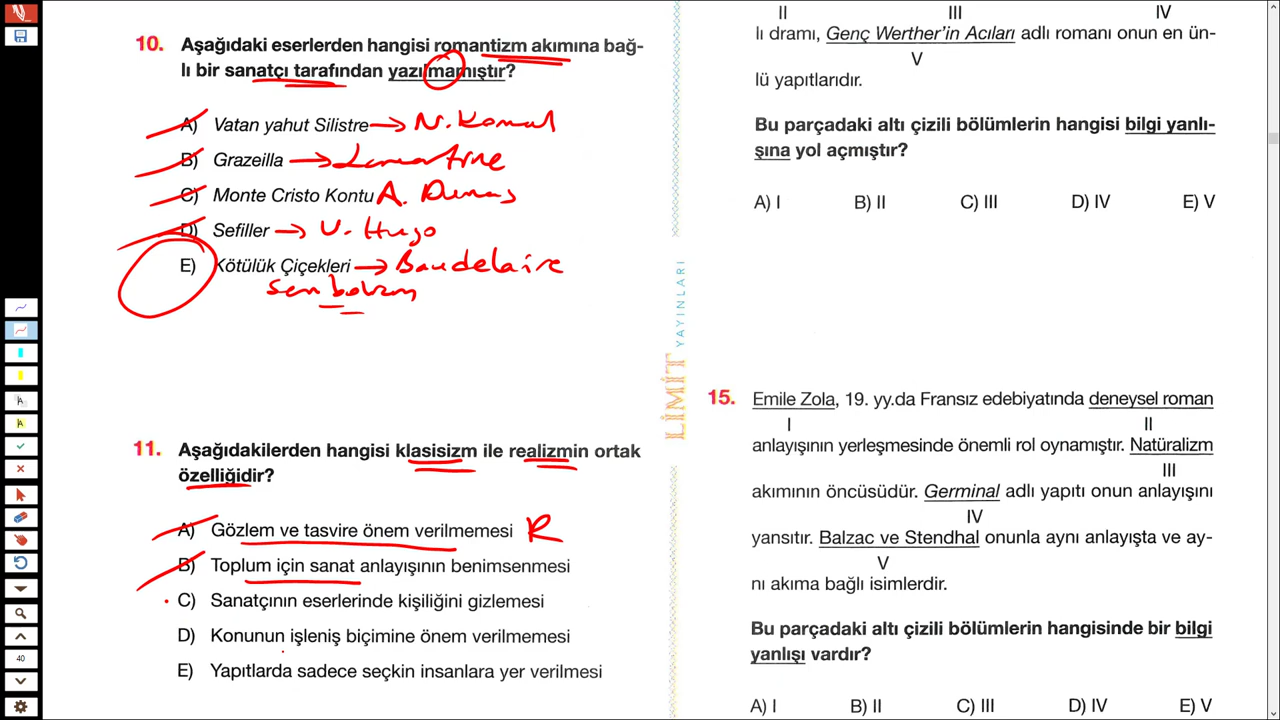 10. Aşağıdaki eserlerden hangisi romantizm akımına bağ-
lı bir sanatçı tarafından yazılmamıştır?
A) Vatan yahut Silistre → N. Kemal
B) Grazeilla → Lamartine
C) Monte Cristo Kontu A. Dumas
D) Sefiller → V. Hugo
E) Kötülük Çiçekleri → Baudelaire
Sembolizm
11. Aşağıdakilerden hangisi klasisizm ile realizmin ortak
özelliğidir?
A) Gözlem ve tasvire önem verilmemesi R
B) Toplum için sanat anlayışının benimsenmesi
C) Sanatçının eserlerinde kişiliğini gizlemesi
D) Konunun işleniş biçimine önem verilmemesi
E) Yapıtlarda sadece seçkin insanlara yer verilmesi
40
LİMİT YAYINLARI
II III IV
lı dramı, Genç Werther'in Acıları adlı romanı onun en ün-
V
lü yapıtlarıdır.
Bu parçadaki altı çizili bölümlerin hangisi bilgi yanlı-
şına yol açmıştır?
A) I B) II C) III D) IV E) V
15. Emile Zola, 19. yy.da Fransız edebiyatında deneysel roman
I II
anlayışının yerleşmesinde önemli rol oynamıştır. Natüralizm
III
akımının öncüsüdür. Germinal adlı yapıtı onun anlayışını
IV
yansıtır. Balzac ve Stendhal onunla aynı anlayışta ve ay-
V
nı akıma bağlı isimlerdir.
Bu parçadaki altı çizili bölümlerin hangisinde bir bilgi
yanlışı vardır?
A) I B) II C) III D) IV E) V